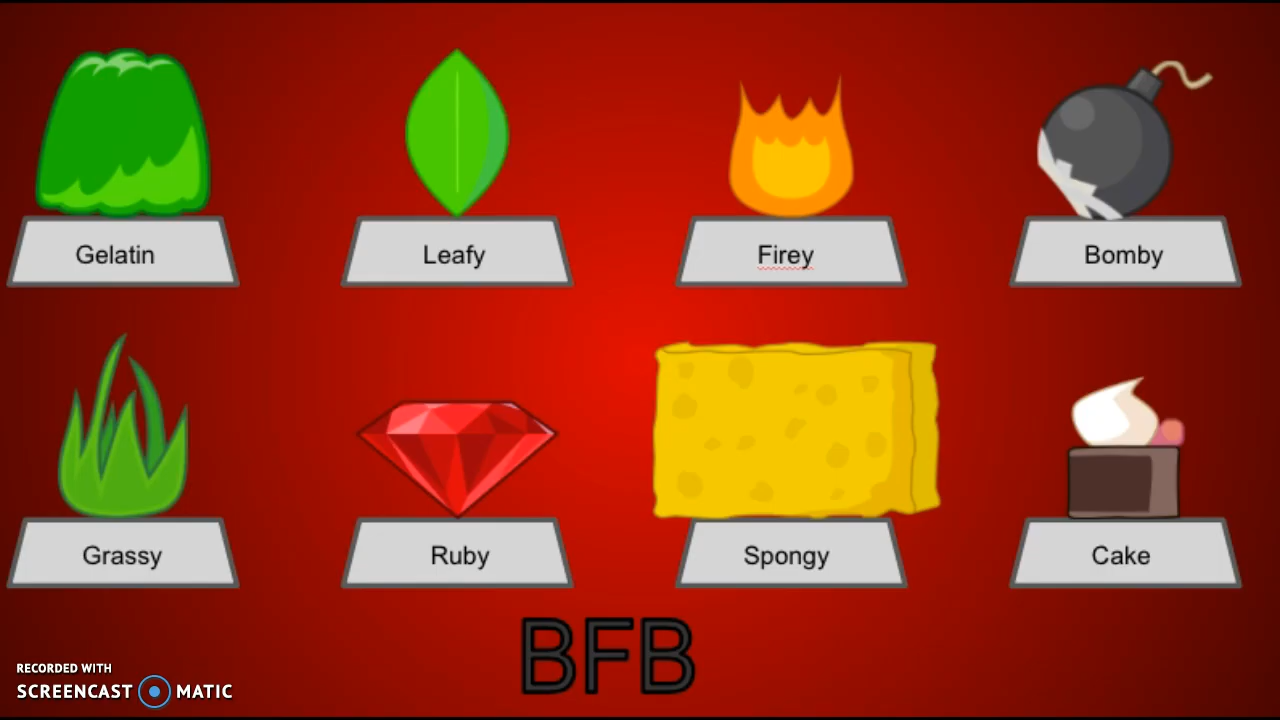 Gelatin
Leafy
Firey
Bomby
Grassy
Ruby
Spongy
Cake
BFB
RECORDED WITH
SCREENCAST MATIC